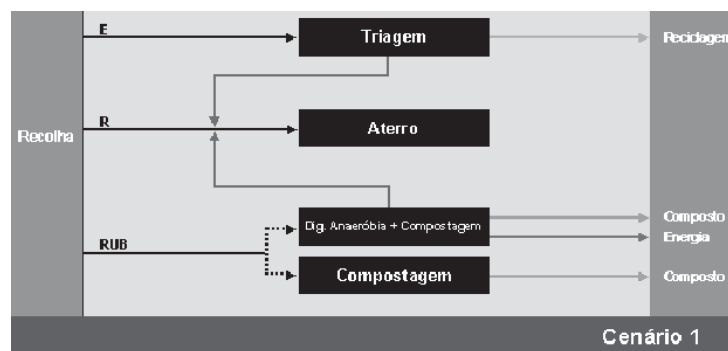 E
Triagem
Reciclagem
Recolha
R
Aterro
RUB
Dig. Anaeróbia + Compostagem
Composto
Energia
Compostagem
Composto
Cenário 1